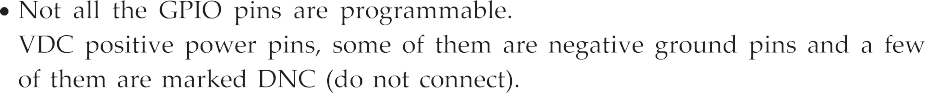 • Not all the GPIO pins are programmable.
VDC positive power pins, some of them are negative ground pins and a few
of them are marked DNC (do not connect).